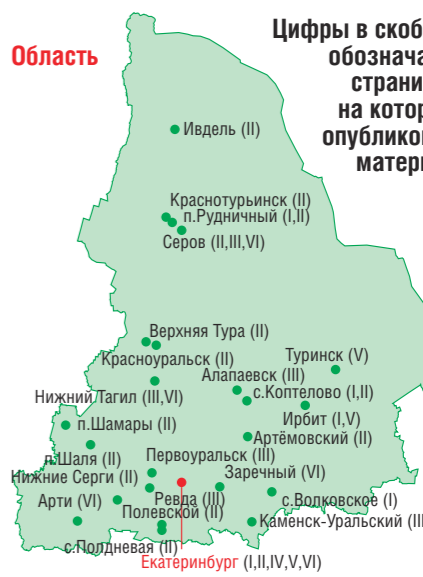 Область
Цифры в скоб
обознача
страни
на котор
опубликов
матери
Ивдель (II)
Краснотурьинск (II)
п.Рудничный (I,II)
Серов (II,III,VI)
Верхняя Тура (II)
Красноуральск (II)
Туринск (V)
Алапаевск (III)
Нижний Тагил (III,VI)
с.Коптелово (I,II)
Ирбит (I,V)
п.Шамары (II)
Артёмовский (II)
п.Шаля (II)
Первоуральск (III)
Нижние Серги (II)
Заречный (VI)
Арти (VI)
Ревда (III)
с.Волковское (I)
Полевской (II)
Каменск-Уральский (III
с.Полдневая (II)
Екатеринбург (I,II,IV,V,VI)